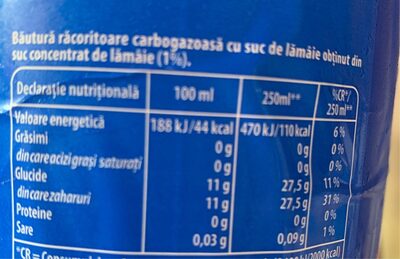 Băutură răcoritoare carbogazoasă cu suc de lămâie obținut din
suc concentrat de lămâie (1%).
Declarație nutrițională 100 ml 250ml** %CR*/ 250 ml**
Valoare energetică 188 kJ/44 kcal 470 kJ/110kcal 6 %
Grăsimi 0 g 0 g 0 %
din care acizi grași saturați 0 g 0 g 0 %
Glucide 11 g 27,5 g 11 %
din care zaharuri 11 g 27,5 g 31 %
Proteine 0 g 0 g 0 %
Sare 0,03 g 0,09 g 1 %
*CR = /2000 kcal)